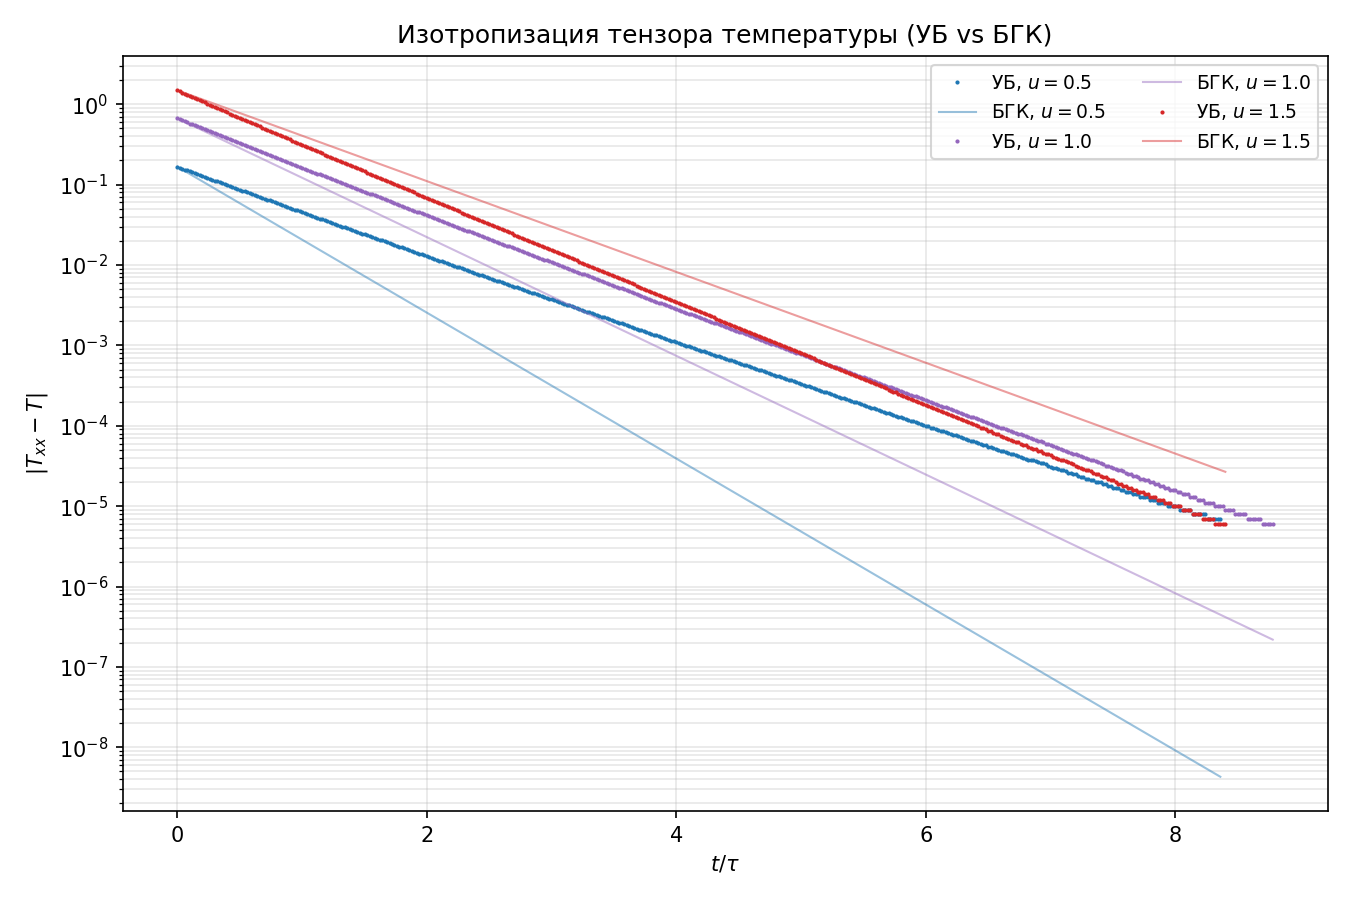 Изотропизация тензора температуры (УБ vs БГК)
УБ, u = 0.5
БГК, u = 0.5
УБ, u = 1.0
БГК, u = 1.0
УБ, u = 1.5
БГК, u = 1.5
|Txx − T|
10^0
10^−1
10^−2
10^−3
10^−4
10^−5
10^−6
10^−7
10^−8
0 2 4 6 8
t/τ